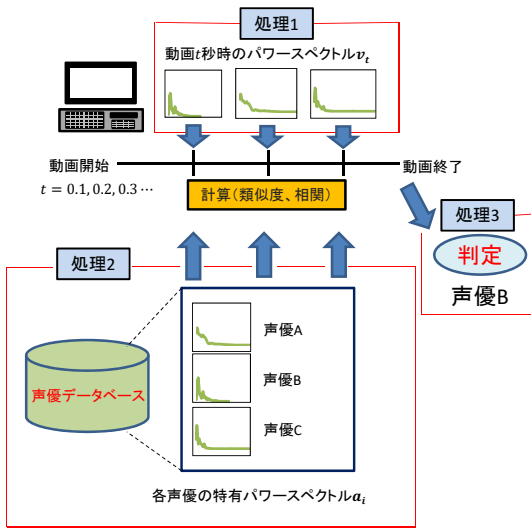 処理1
動画t秒時のパワースペクトルv_t
動画開始
動画終了
t = 0.1, 0.2, 0.3 ⋯
計算(類似度、相関)
処理3
判定
声優B
処理2
声優データベース
声優A
声優B
声優C
各声優の特有パワースペクトルa_i